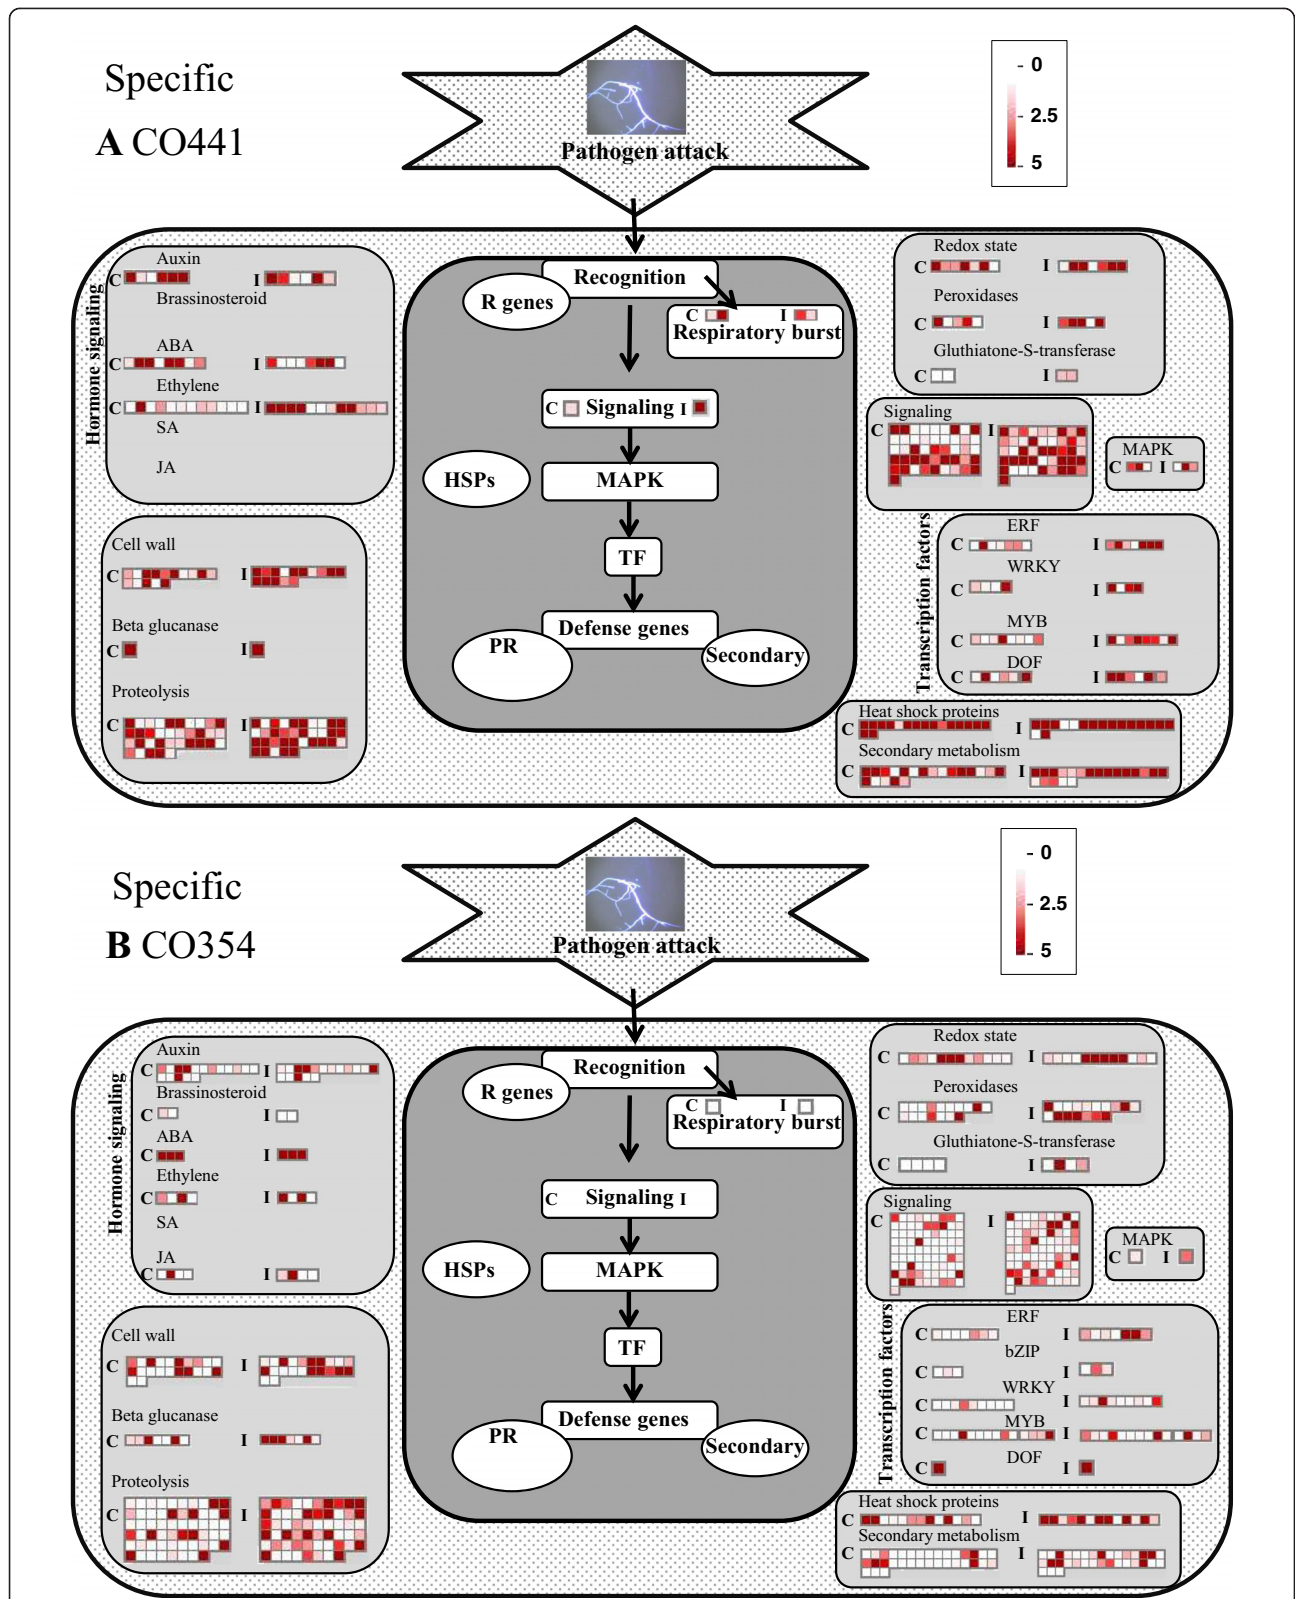 Specific
A CO441
Pathogen attack
- 0
- 2.5
- 5
Hormone signaling
Auxin
C I
Brassinosteroid
ABA
C I
Ethylene
C I
SA
JA
Cell wall
C I
Beta glucanase
C I
Proteolysis
C I
Recognition
R genes
C I
Respiratory burst
C Signaling I
HSPs
MAPK
TF
Defense genes
PR
Secondary
Redox state
C I
Peroxidases
C I
Gluthiatone-S-transferase
C I
Signaling
C I
MAPK
C I
Transcription factors
ERF
C I
WRKY
C I
MYB
C I
DOF
C I
Heat shock proteins
C I
Secondary metabolism
C I
Specific
B CO354
Pathogen attack
- 0
- 2.5
- 5
Hormone signaling
Auxin
C I
Brassinosteroid
C I
ABA
C I
Ethylene
C I
SA
JA
C I
Cell wall
C I
Beta glucanase
C I
Proteolysis
C I
Recognition
R genes
C I
Respiratory burst
C Signaling I
HSPs
MAPK
TF
Defense genes
PR
Secondary
Redox state
C I
Peroxidases
C I
Gluthiatone-S-transferase
C I
Signaling
C I
MAPK
C I
Transcription factors
ERF
C I
bZIP
C I
WRKY
C I
MYB
C I
DOF
C I
Heat shock proteins
C I
Secondary metabolism
C I